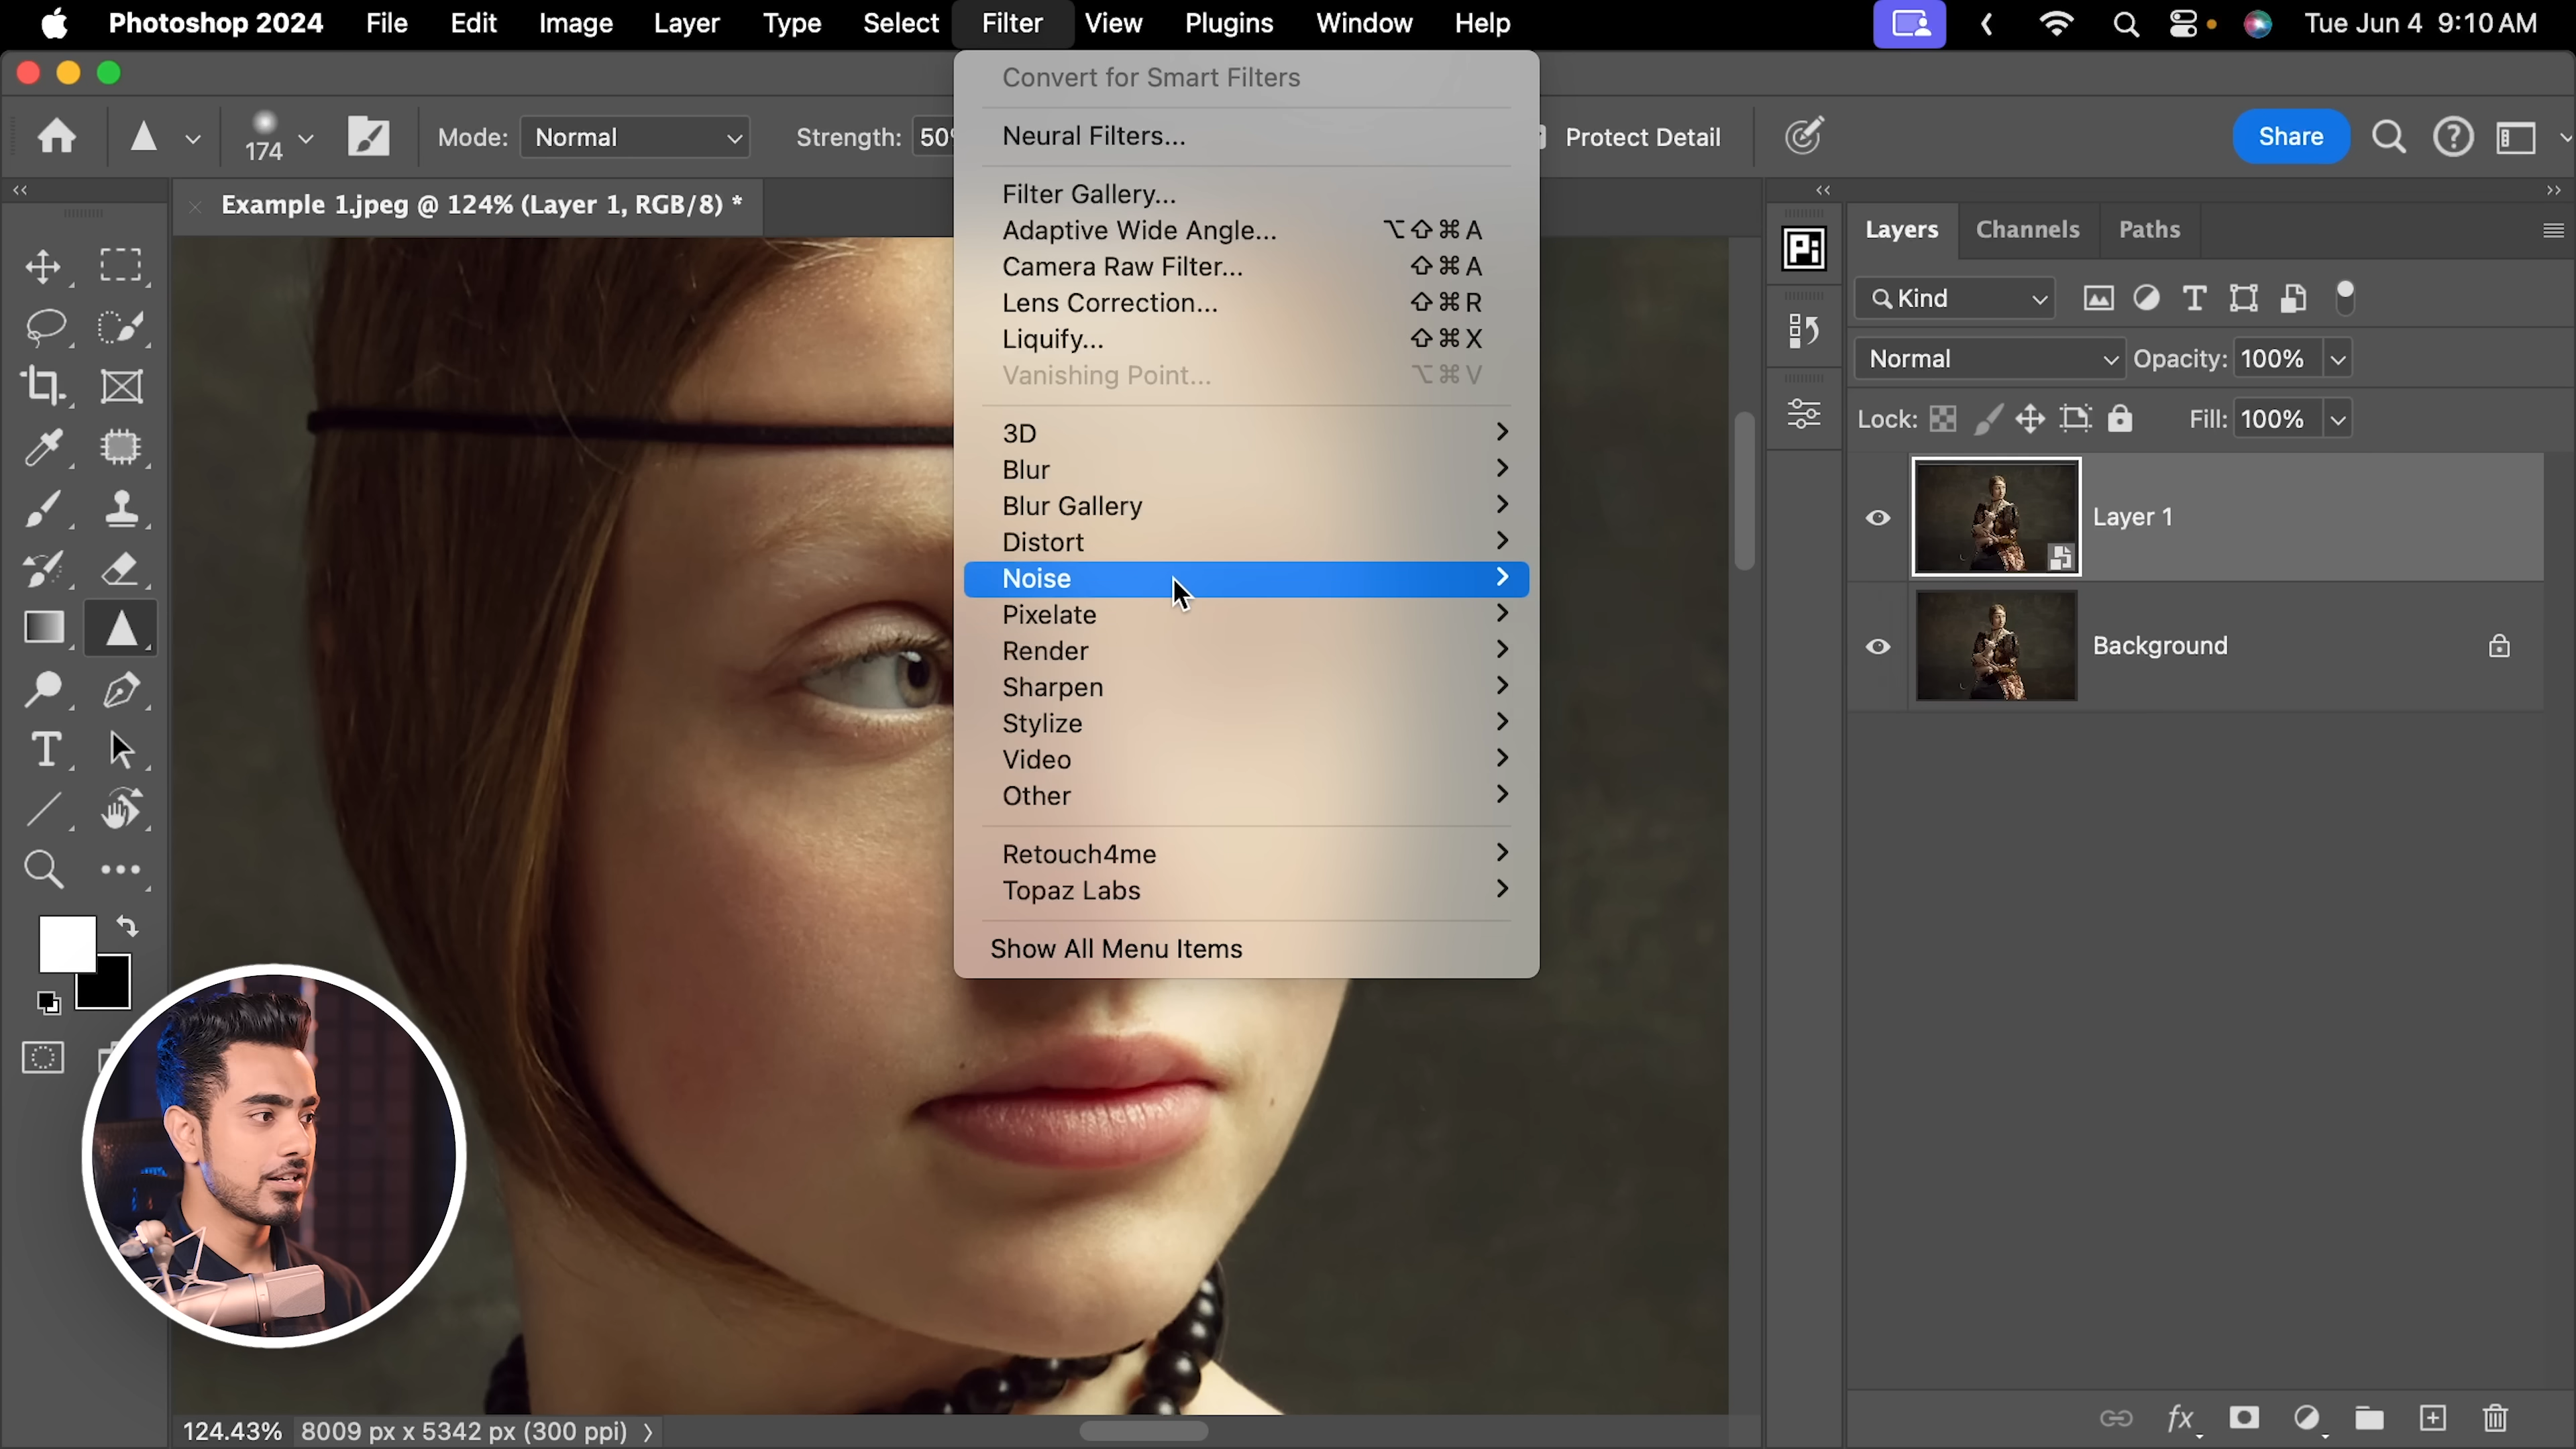 Photoshop 2024 File Edit Image Layer Type Select Filter View Plugins Window Help Tue Jun 4 9:10 AM
174 Mode: Normal Strength: 50% Protect Detail Share
Example 1.jpeg @ 124% (Layer 1, RGB/8) *
Convert for Smart Filters
Neural Filters...
Filter Gallery...
Adaptive Wide Angle... ⌥⇧⌘A
Camera Raw Filter... ⇧⌘A
Lens Correction... ⇧⌘R
Liquify... ⇧⌘X
Vanishing Point... ⌥⌘V
3D
Blur
Blur Gallery
Distort
Noise
Pixelate
Render
Sharpen
Stylize
Video
Other
Retouch4me
Topaz Labs
Show All Menu Items
Pi
Layers Channels Paths
Kind
Normal Opacity: 100%
Lock: Fill: 100%
Layer 1
Background
fx
124.43% 8009 px x 5342 px (300 ppi)